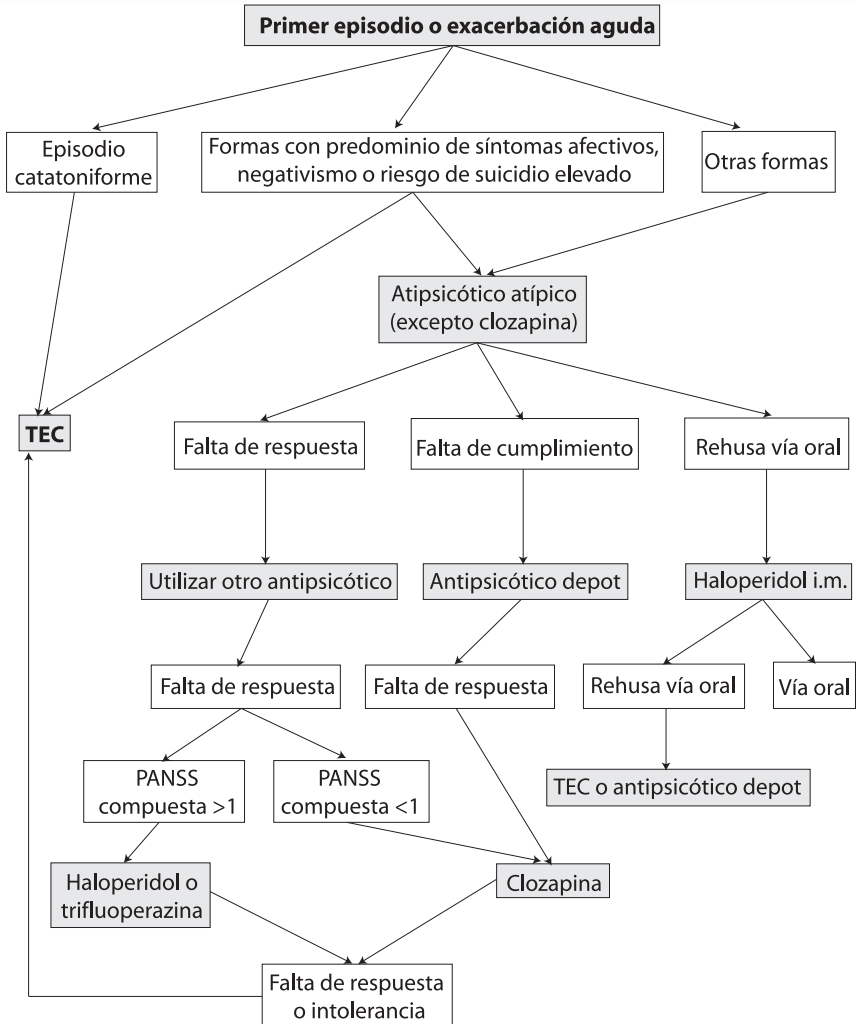 Primer episodio o exacerbación aguda
Episodio
catatoniforme
Formas con predominio de síntomas afectivos,
negativismo o riesgo de suicidio elevado
Otras formas
Atipsicótico atípico
(excepto clozapina)
TEC
Falta de respuesta
Falta de cumplimiento
Rehusa vía oral
Utilizar otro antipsicótico
Antipsicótico depot
Haloperidol i.m.
Falta de respuesta
Falta de respuesta
Rehusa vía oral
Vía oral
PANSS
compuesta >1
PANSS
compuesta <1
TEC o antipsicótico depot
Haloperidol o
trifluoperazina
Clozapina
Falta de respuesta
o intolerancia